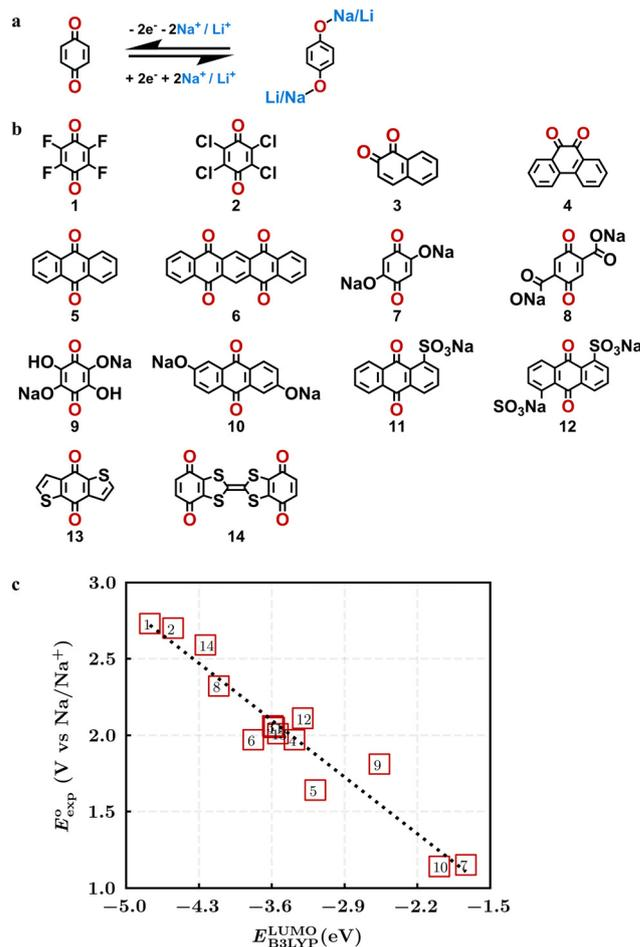 a
O
O
- 2e⁻ - 2Na⁺ / Li⁺
+ 2e⁻ + 2Na⁺ / Li⁺
Na/Li
O
O
Li/Na
b
O
F F
F F
O
1
O
Cl Cl
Cl Cl
O
2
O
O
3
O O
4
O
O
5
O O
O O
6
O
ONa
NaO
O
7
O ONa
O
O
ONa O
8
O
HO ONa
NaO OH
O
9
NaO O
ONa
O
10
O SO₃Na
O
11
O SO₃Na
SO₃Na O
12
O
S
S
O
13
O O
S S
S S
O O
14
c
3.0
2.5
2.0
1.5
1.0
E°exp (V vs Na/Na⁺)
1
2
14
8
12
6
4
9
5
10
7
−5.0 −4.3 −3.6 −2.9 −2.2 −1.5
E^LUMO_B3LYP (eV)